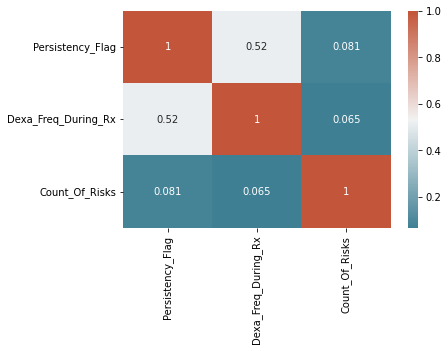 Persistency_Flag
Dexa_Freq_During_Rx
Count_Of_Risks
1 0.52 0.081
0.52 1 0.065
0.081 0.065 1
Persistency_Flag
Dexa_Freq_During_Rx
Count_Of_Risks
1.0
0.8
0.6
0.4
0.2